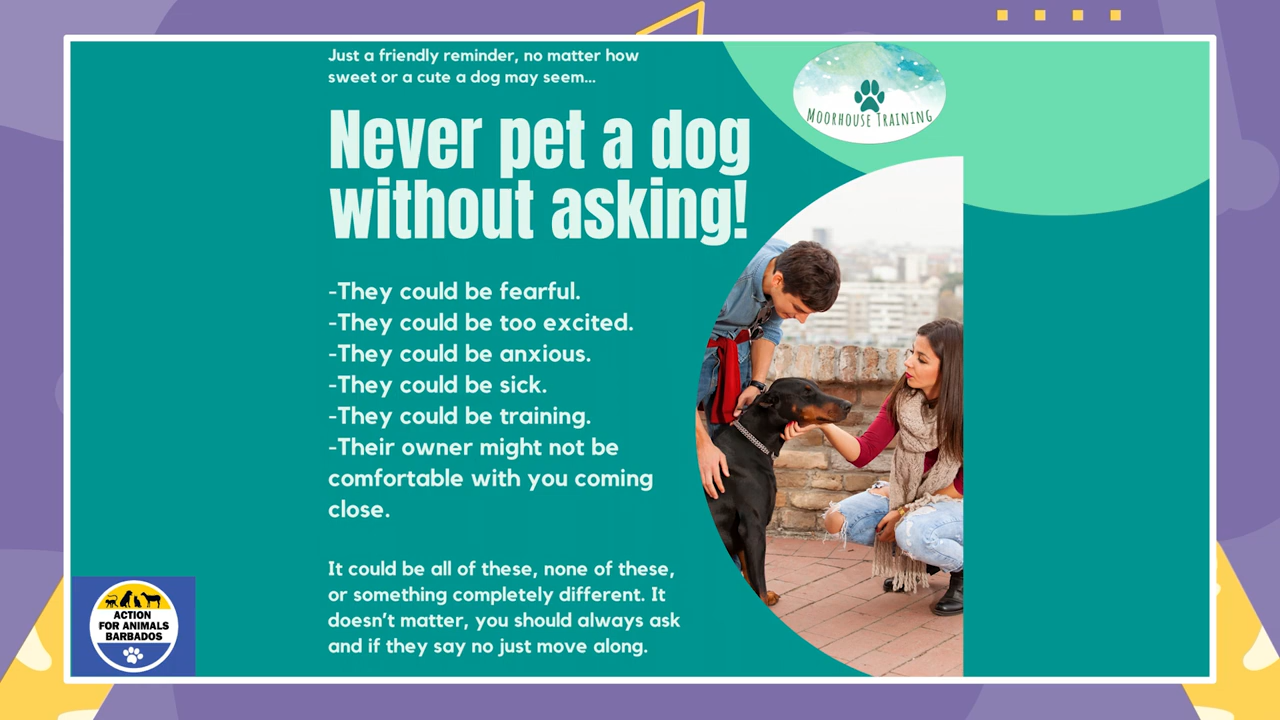 Just a friendly reminder, no matter how
sweet or a cute a dog may seem...
MOORHOUSE TRAINING
Never pet a dog
without asking!
-They could be fearful.
-They could be too excited.
-They could be anxious.
-They could be sick.
-They could be training.
-Their owner might not be
comfortable with you coming
close.
It could be all of these, none of these,
or something completely different. It
doesn’t matter, you should always ask
and if they say no just move along.
ACTION
FOR ANIMALS
BARBADOS